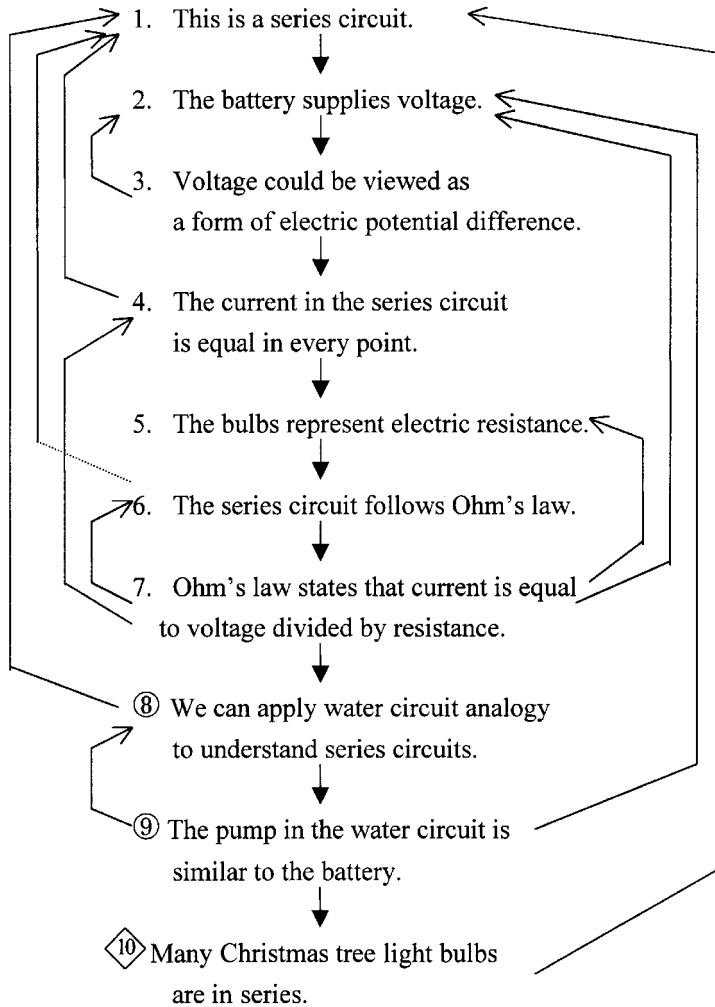 1. This is a series circuit.
2. The battery supplies voltage.
3. Voltage could be viewed as
a form of electric potential difference.
4. The current in the series circuit
is equal in every point.
5. The bulbs represent electric resistance.
6. The series circuit follows Ohm's law.
7. Ohm's law states that current is equal
to voltage divided by resistance.
⑧ We can apply water circuit analogy
to understand series circuits.
⑨ The pump in the water circuit is
similar to the battery.
10 Many Christmas tree light bulbs
are in series.